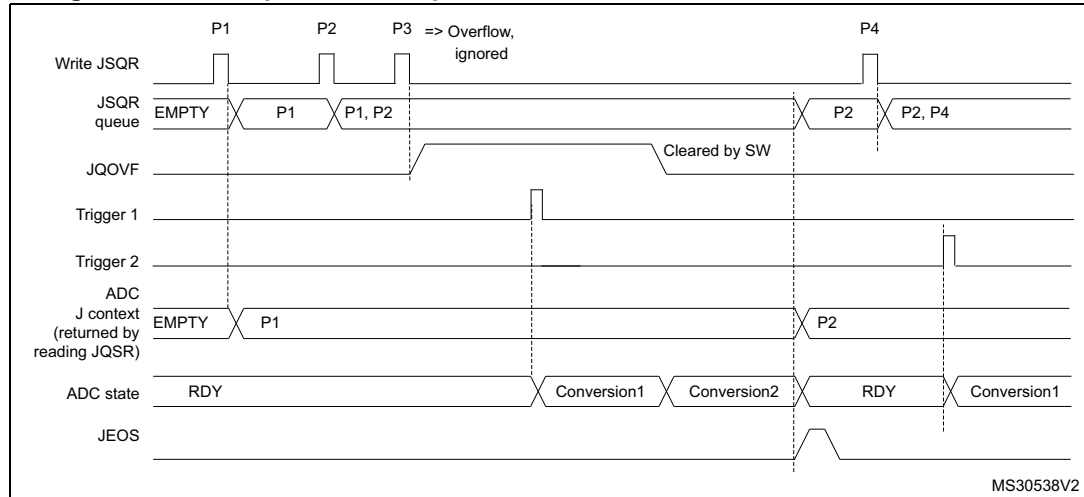 P1 P2 P3 => Overflow, P4
ignored
Write JSQR
JSQR
queue
EMPTY P1 P1, P2 P2 P2, P4
JQOVF
Cleared by SW
Trigger 1
Trigger 2
ADC
J context
(returned by
reading JQSR)
EMPTY P1 P2
ADC state RDY Conversion1 Conversion2 RDY Conversion1
JEOS
MS30538V2